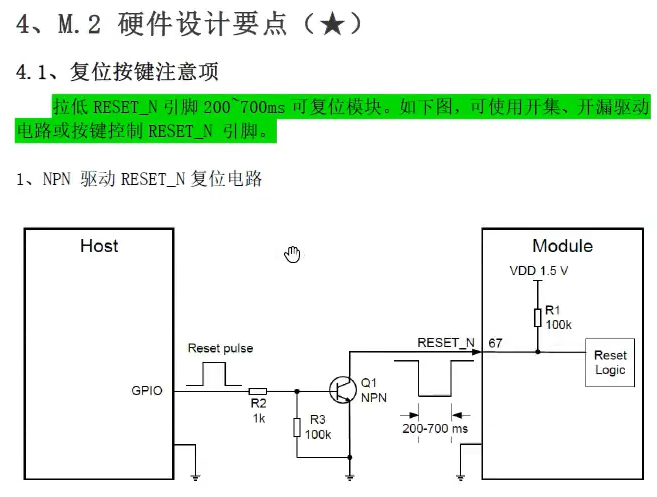 4、M.2 硬件设计要点（★）
4.1、复位按键注意项
拉低 RESET_N 引脚 200~700ms 可复位模块。如下图，可使用开集、开漏驱动
电路或按键控制 RESET_N 引脚。
1、NPN 驱动 RESET_N 复位电路
Host
Module
VDD 1.5 V
R1
100k
RESET_N
67
Reset pulse
Reset
Logic
GPIO
Q1
NPN
R2
1k
R3
100k
200-700 ms